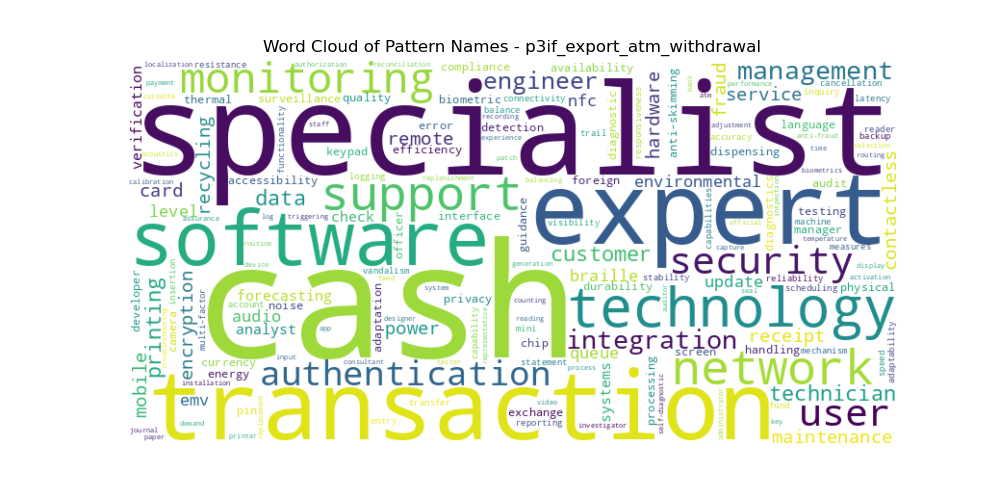 Word Cloud of Pattern Names - p3if_export_atm_withdrawal
localization resistance authorization reconciliation compliance availability bank performance management cancellation
payment monitoring engineer nfc fraud atm inquiry
verification thermal surveillance quality biometric connectivity service latency
cassette specialist balance hardware adjustment language reader
staff error recording detection trail diagnostic responsiveness anti-skimming accuracy anti-fraud backup
functionality remote experience dispensing time selection
acoustics recycling keypad efficiency patch routing
calibration accessibility logging replenishment balancing foreign environmental biometrics
card data support expert audit contactless
level check interface guidance visibility capabilities official diagnostics inspection testing
assurance log triggering officer machine manager
software customer capture temperature measures
routine generation security
device vandalism braille stability update reliability activation display
developer insertion encryption system privacy durability scheduling physical
cash feed counting seal
forecasting adaptation technology
printing camera account noise designer capability representative reading auditor
multi-factor audio app mini
analyst power chip integration receipt
mobile currency input queue screen handling mechanism speed adaptability
energy consultant tester statement process network
installation authentication systems technician
emv transaction processing fund
pin replacement transfer exchange user
demand entry reporting self-diagnostic administrator key
journal video investigator
paper printer maintenance